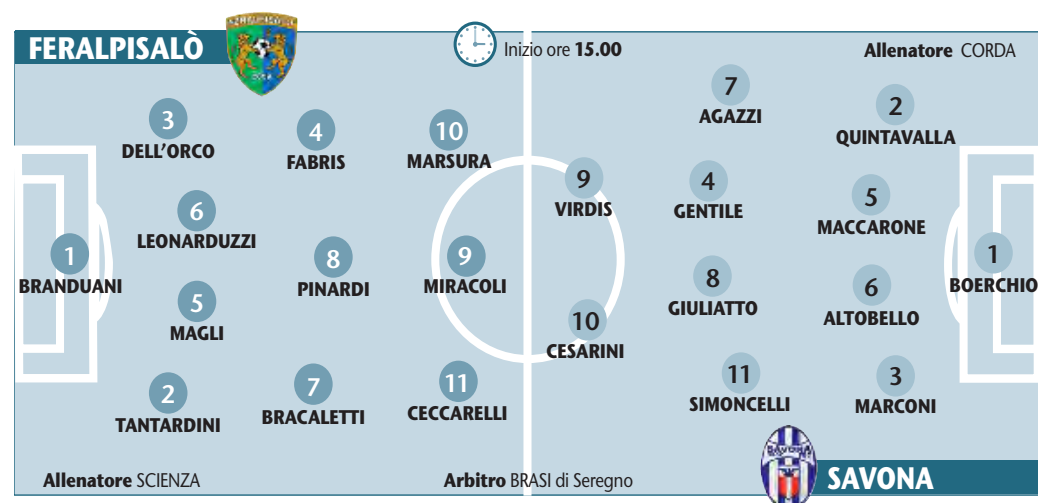 FERALPISALÒ
Inizio ore 15.00
Allenatore CORDA
3
DELL'ORCO
4
FABRIS
10
MARSURA
6
LEONARDUZZI
1
BRANDUANI
8
PINARDI
9
MIRACOLI
5
MAGLI
2
TANTARDINI
7
BRACALETTI
11
CECCARELLI
7
AGAZZI
2
QUINTAVALLA
9
VIRDIS
4
GENTILE
5
MACCARONE
1
BOERCHIO
8
GIULIATTO
6
ALTOBELLO
10
CESARINI
11
SIMONCELLI
3
MARCONI
Allenatore SCIENZA
Arbitro BRASI di Seregno
SAVONA
SAVONA